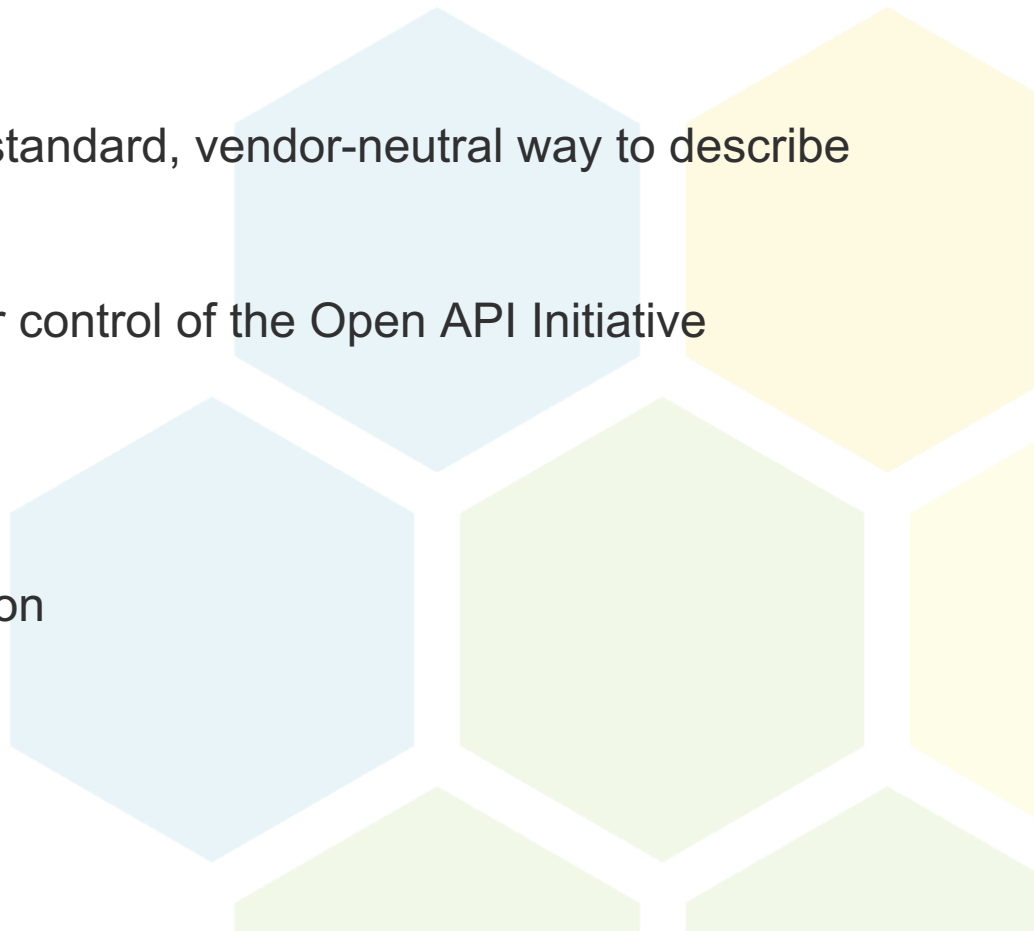 standard, vendor-neutral way to describe
control of the Open API Initiative
on